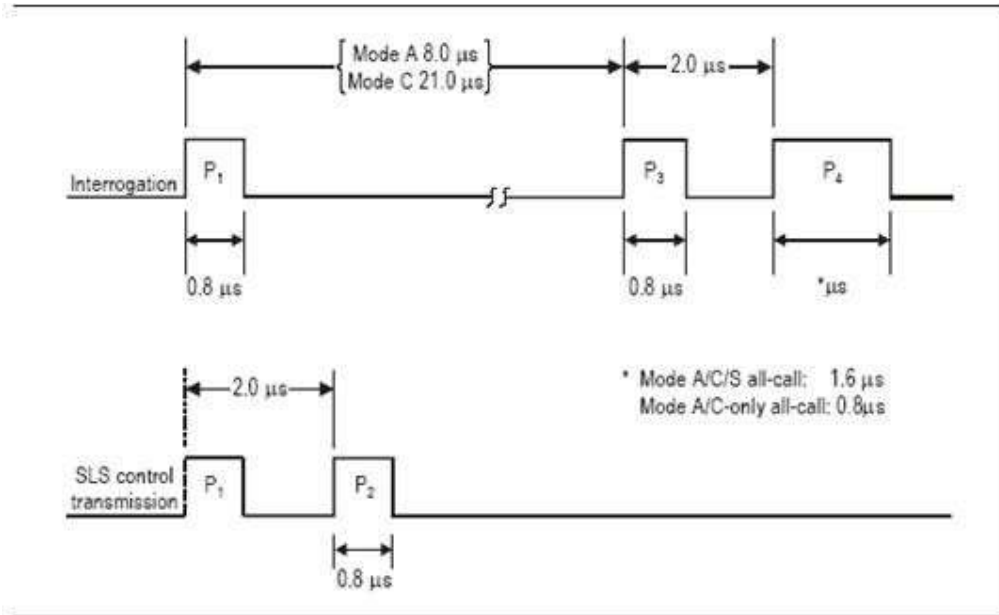 Mode A 8.0 µs
Mode C 21.0 µs
2.0 µs
Interrogation
P₁
P₃
P₄
0.8 µs
0.8 µs
*µs
2.0 µs
* Mode A/C/S all-call: 1.6 µs
Mode A/C-only all-call: 0.8µs
SLS control
transmission
P₁
P₂
0.8 µs